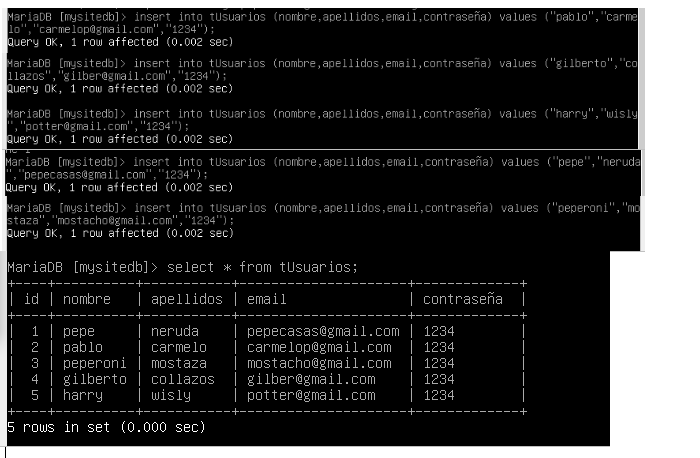 MariaDB [mysitedb]> insert into tUsuarios (nombre,apellidos,email,contraseña) values ("pablo","carme
lo","carmelop@gmail.com","1234");
Query OK, 1 row affected (0.002 sec)
MariaDB [mysitedb]> insert into tUsuarios (nombre,apellidos,email,contraseña) values ("gilberto","co
llazos","gilber@gmail.com","1234");
Query OK, 1 row affected (0.002 sec)
MariaDB [mysitedb]> insert into tUsuarios (nombre,apellidos,email,contraseña) values ("harry","wisly
","potter@gmail.com","1234");
Query OK, 1 row affected (0.002 sec)
MariaDB [mysitedb]> insert into tUsuarios (nombre,apellidos,email,contraseña) values ("pepe","neruda
","pepecasas@gmail.com","1234");
Query OK, 1 row affected (0.002 sec)
MariaDB [mysitedb]> insert into tUsuarios (nombre,apellidos,email,contraseña) values ("peperoni","mo
staza","mostacho@gmail.com","1234");
Query OK, 1 row affected (0.002 sec)
MariaDB [mysitedb]> select * from tUsuarios;
+----+----------+-----------+---------------------+-------------+
| id | nombre | apellidos | email | contraseña |
+----+----------+-----------+---------------------+-------------+
| 1 | pepe | neruda | pepecasas@gmail.com | 1234 |
| 2 | pablo | carmelo | carmelop@gmail.com | 1234 |
| 3 | peperoni | mostaza | mostacho@gmail.com | 1234 |
| 4 | gilberto | collazos | gilber@gmail.com | 1234 |
| 5 | harry | wisly | potter@gmail.com | 1234 |
+----+----------+-----------+---------------------+-------------+
5 rows in set (0.000 sec)